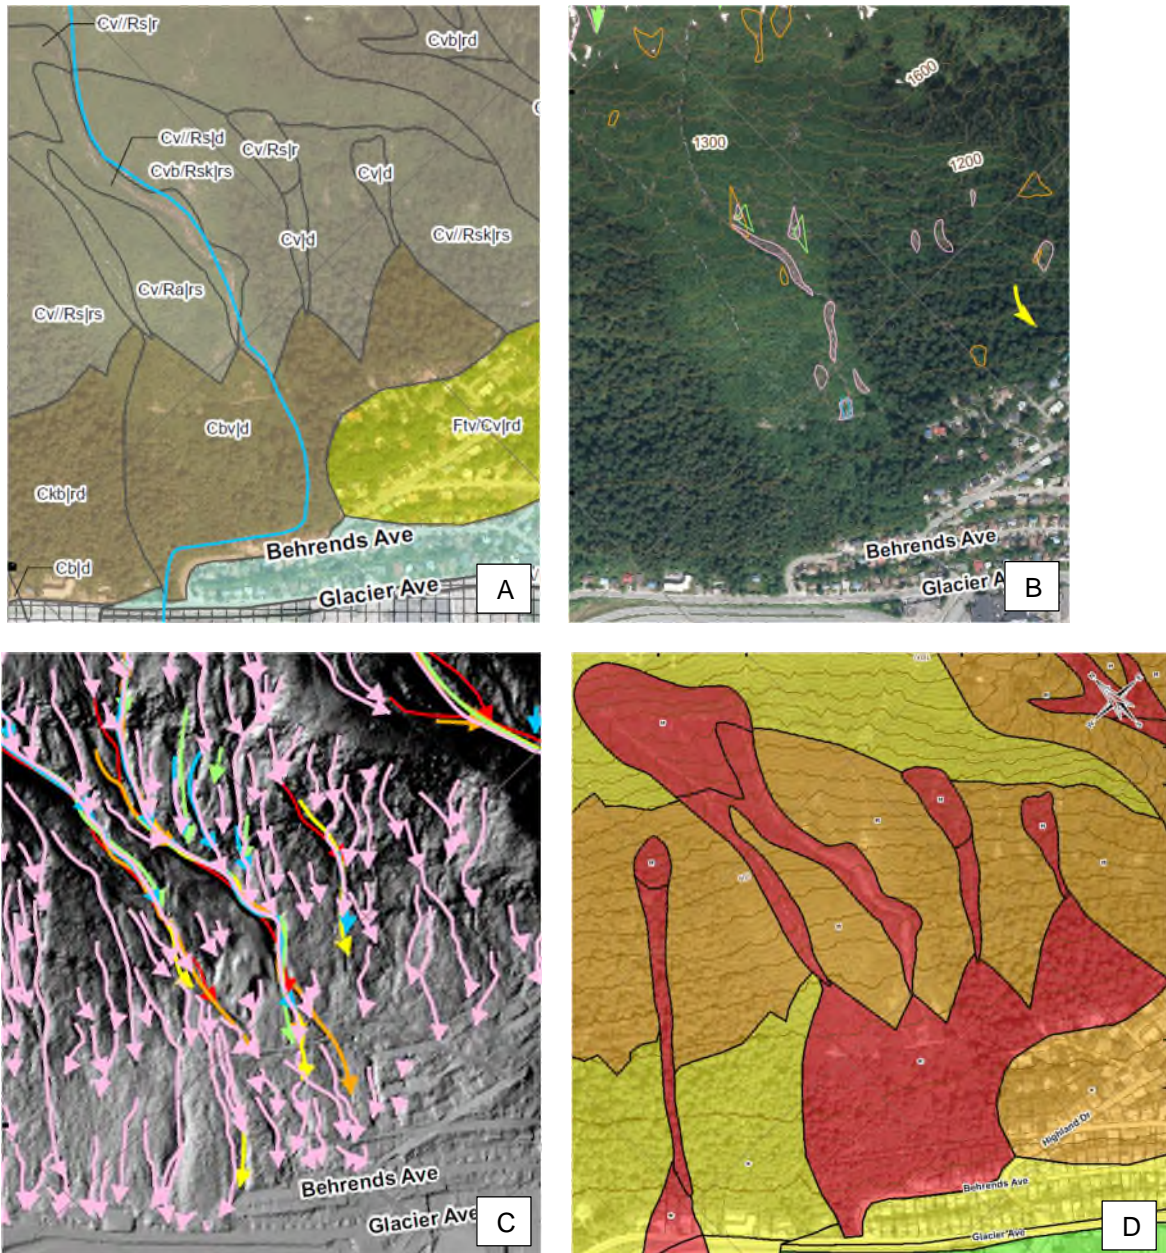 Cv//Rs|r
Cvb|rd
Cv//Rs|d
Cv/Rs|r
Cvb/Rsk|rs
Cv|d
Cv|d
Cv//Rsk|rs
Cv/Ra|rs
Cv//Rs|rs
Cbv|d
Ftv/Cv|rd
Ckb|rd
Behrends Ave
Cb|d
Glacier Ave
A
1600
1300
1200
Behrends Ave
Glacier A
B
Behrends Ave
Glacier Ave
C
H
H
H
H
H
H
Highland Dr
Behrends Ave
Glacier Ave
D